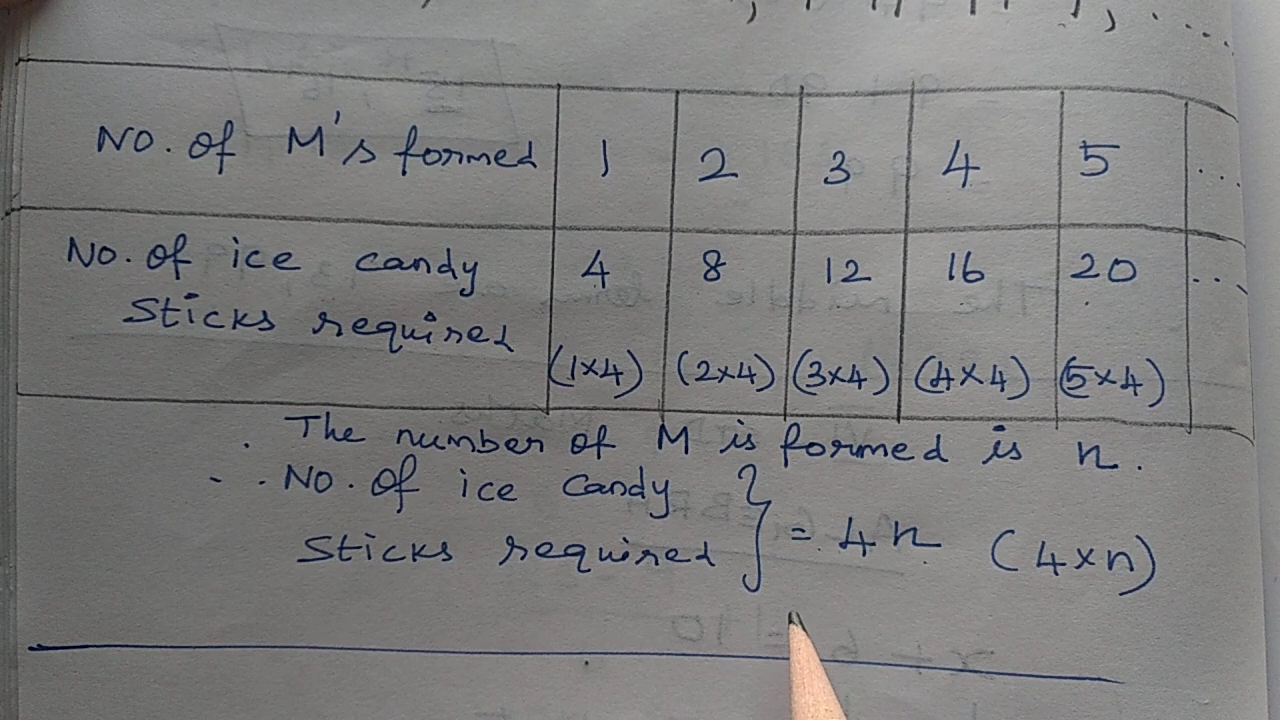 No. of M's formed 1 2 3 4 5 ...
No. of ice candy 4 8 12 16 20 ...
Sticks required (1×4) (2×4) (3×4) (4×4) (5×4)
The number of M is formed is n.
∴ No. of ice candy
Sticks required } = 4n (4×n)